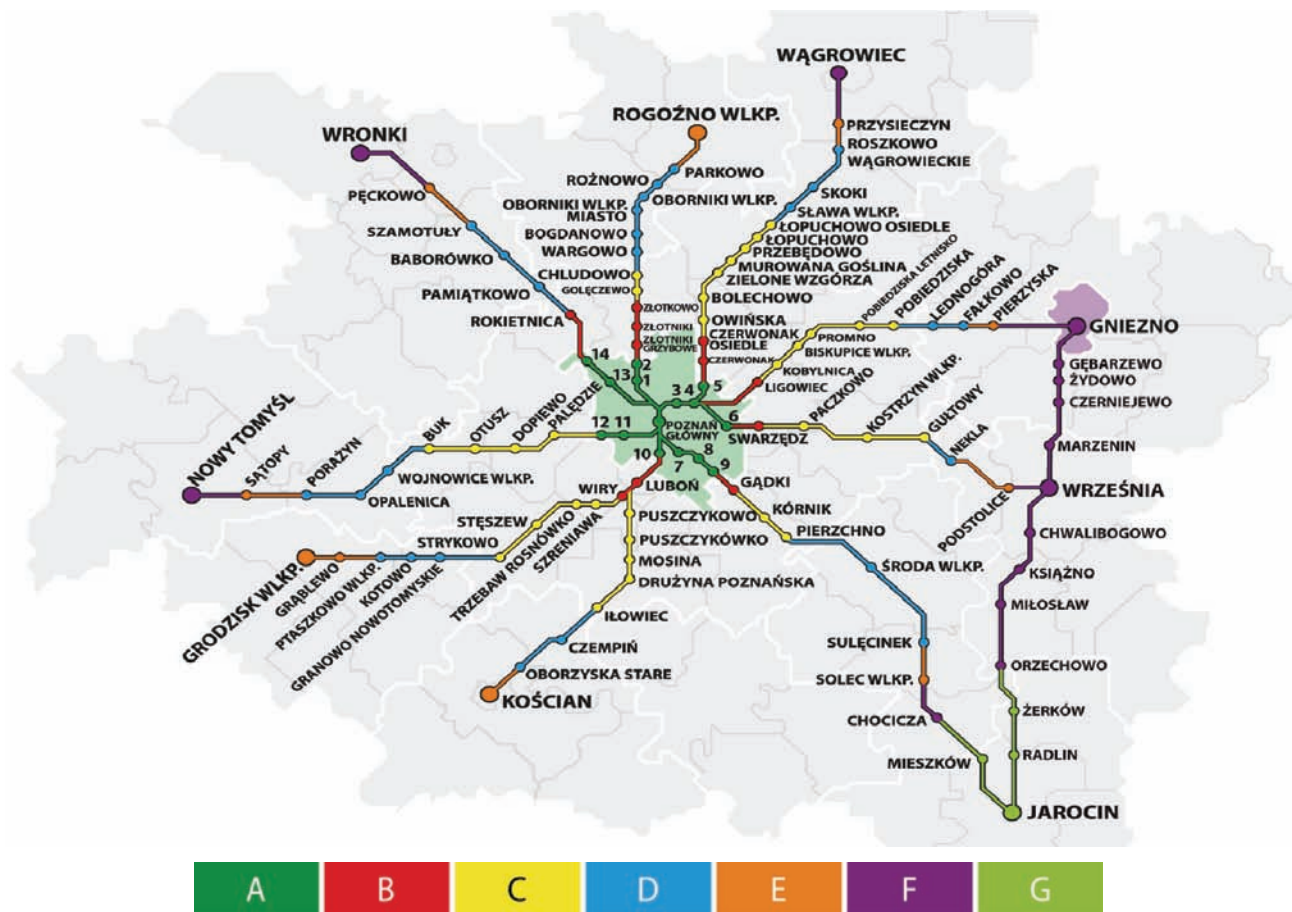 WĄGROWIEC
PRZYSIECZYN
ROSZKOWO
WĄGROWIECKIE
SKOKI
SŁAWA WLKP.
ŁOPUCHOWO OSIEDLE
ŁOPUCHOWO
PRZEBĘDOWO
MUROWANA GOŚLINA
ZIELONE WZGÓRZA
BOLECHOWO
OWIŃSKA
CZERWONAK
OSIEDLE
CZERWONAK
ROGOŹNO WLKP.
PARKOWO
ROŻNOWO
OBORNIKI WLKP.
OBORNIKI WLKP.
MIASTO
BOGDANOWO
WARGOWO
CHLUDOWO
GOLĘCZEWO
ZŁOTKOWO
ZŁOTNIKI
ZŁOTNIKI
GRZYBOWE
2
1
WRONKI
PĘCKOWO
SZAMOTUŁY
BABORÓWKO
PAMIĄTKOWO
ROKIETNICA
14
13
3
4
5
POBIEDZISKA LETNISKO
POBIEDZISKA
LEDNOGÓRA
FAŁKOWO
PIERZYSKA
PROMNO
BISKUPICE WLKP.
KOBYLNICA
LIGOWIEC
GNIEZNO
GĘBARZEWO
ŻYDOWO
CZERNIEJEWO
MARZENIN
WRZEŚNIA
CHWALIBOGOWO
KSIĄŻNO
MIŁOSŁAW
ORZECHOWO
ŻERKÓW
RADLIN
JAROCIN
6
SWARZĘDZ
PACZKOWO
KOSTRZYN WLKP.
GUŁTOWY
NEKLA
PODSTOLICE
POZNAŃ
GŁÓWNY
12
11
10
7
8
9
NOWY TOMYŚL
SĄTOPY
PORAŻYN
OPALENICA
WOJNOWICE WLKP.
BUK
OTUSZ
DOPIEWO
PALĘDZIE
LUBOŃ
WIRY
SZRENIAWA
TRZEBAW ROSNÓWKO
STĘSZEW
STRYKOWO
GRANOWO NOWOTOMYSKIE
KOTOWO
PTASZKOWO WLKP.
GRĄBLEWO
GRODZISK WLKP.
PUSZCZYKOWO
PUSZCZYKÓWKO
MOSINA
DRUŻYNA POZNAŃSKA
IŁOWIEC
CZEMPIŃ
OBORZYSKA STARE
KOŚCIAN
GĄDKI
KÓRNIK
PIERZCHNO
ŚRODA WLKP.
SULĘCINEK
SOLEC WLKP.
CHOCICZA
MIESZKÓW
A B C D E F G